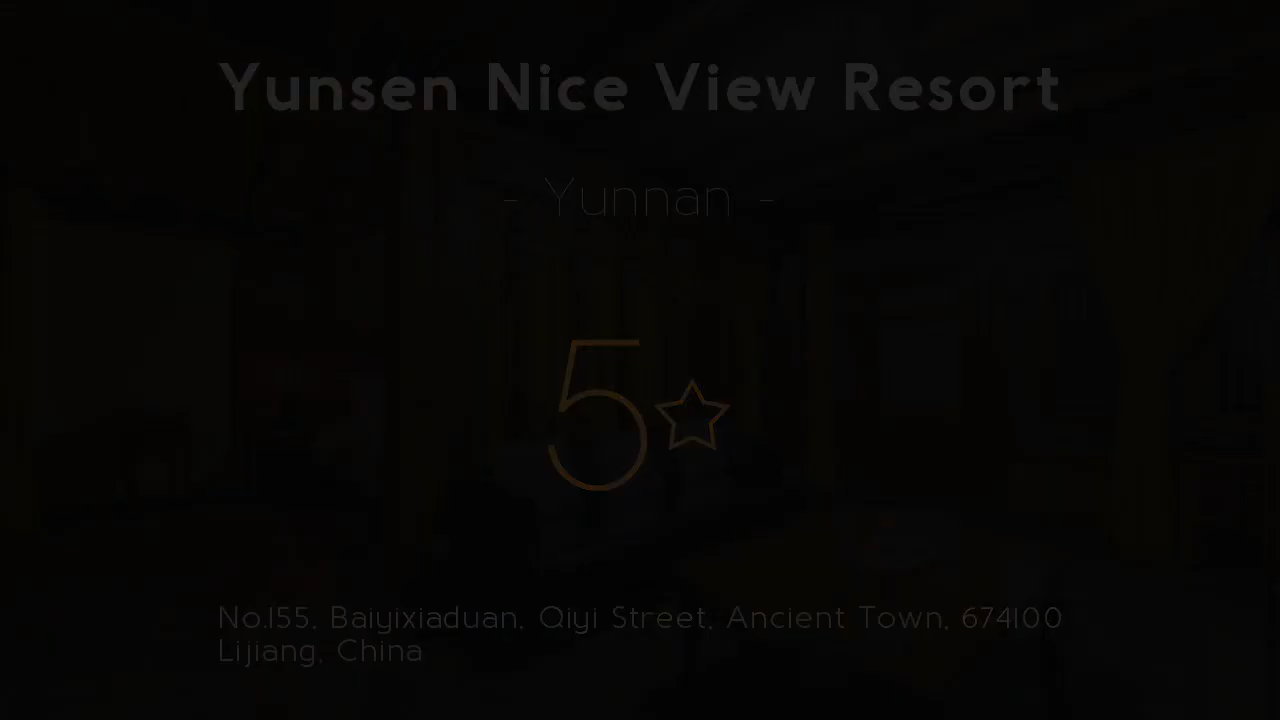 Yunsen Nice View Resort
- Yunnan -
5
No.155, Baiyixiaduan, Qiyi Street, Ancient Town, 674100
Lijiang, China